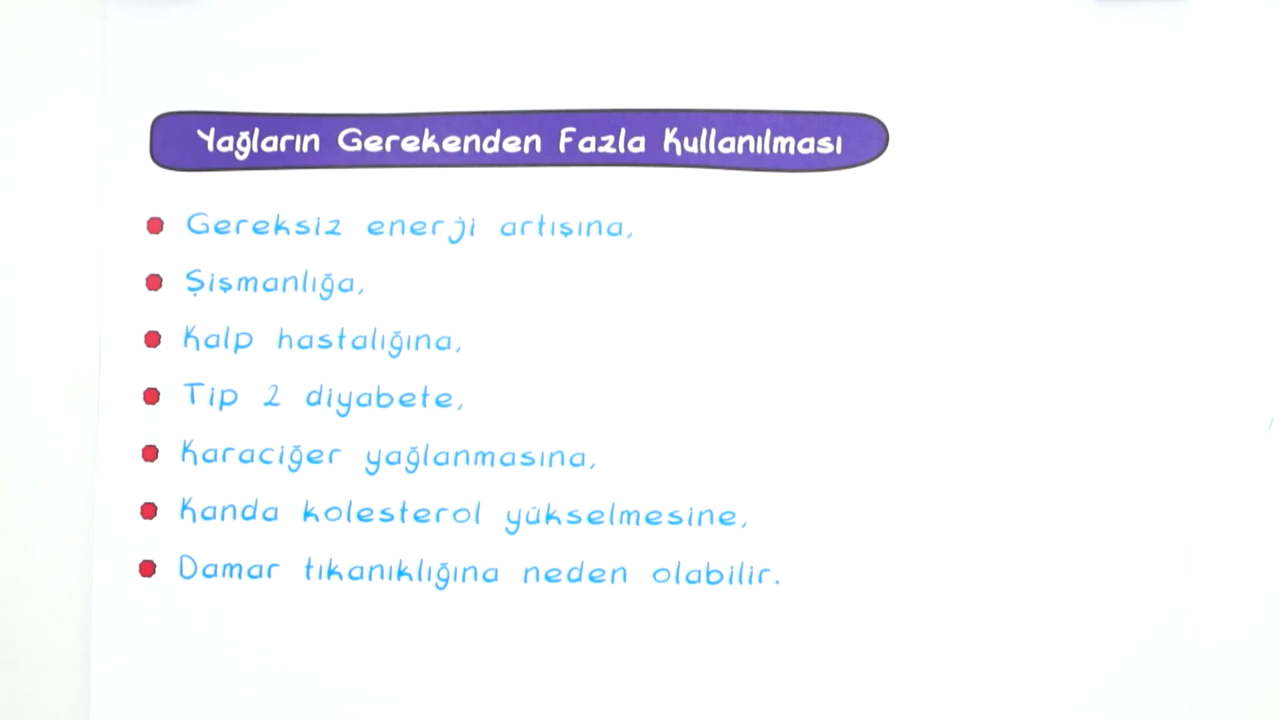 Yağların Gerekenden Fazla Kullanılması
Gereksiz enerji artışına,
Şişmanlığa,
Kalp hastalığına,
Tip 2 diyabete,
Karaciğer yağlanmasına,
Kanda kolesterol yükselmesine,
Damar tıkanıklığına neden olabilir.